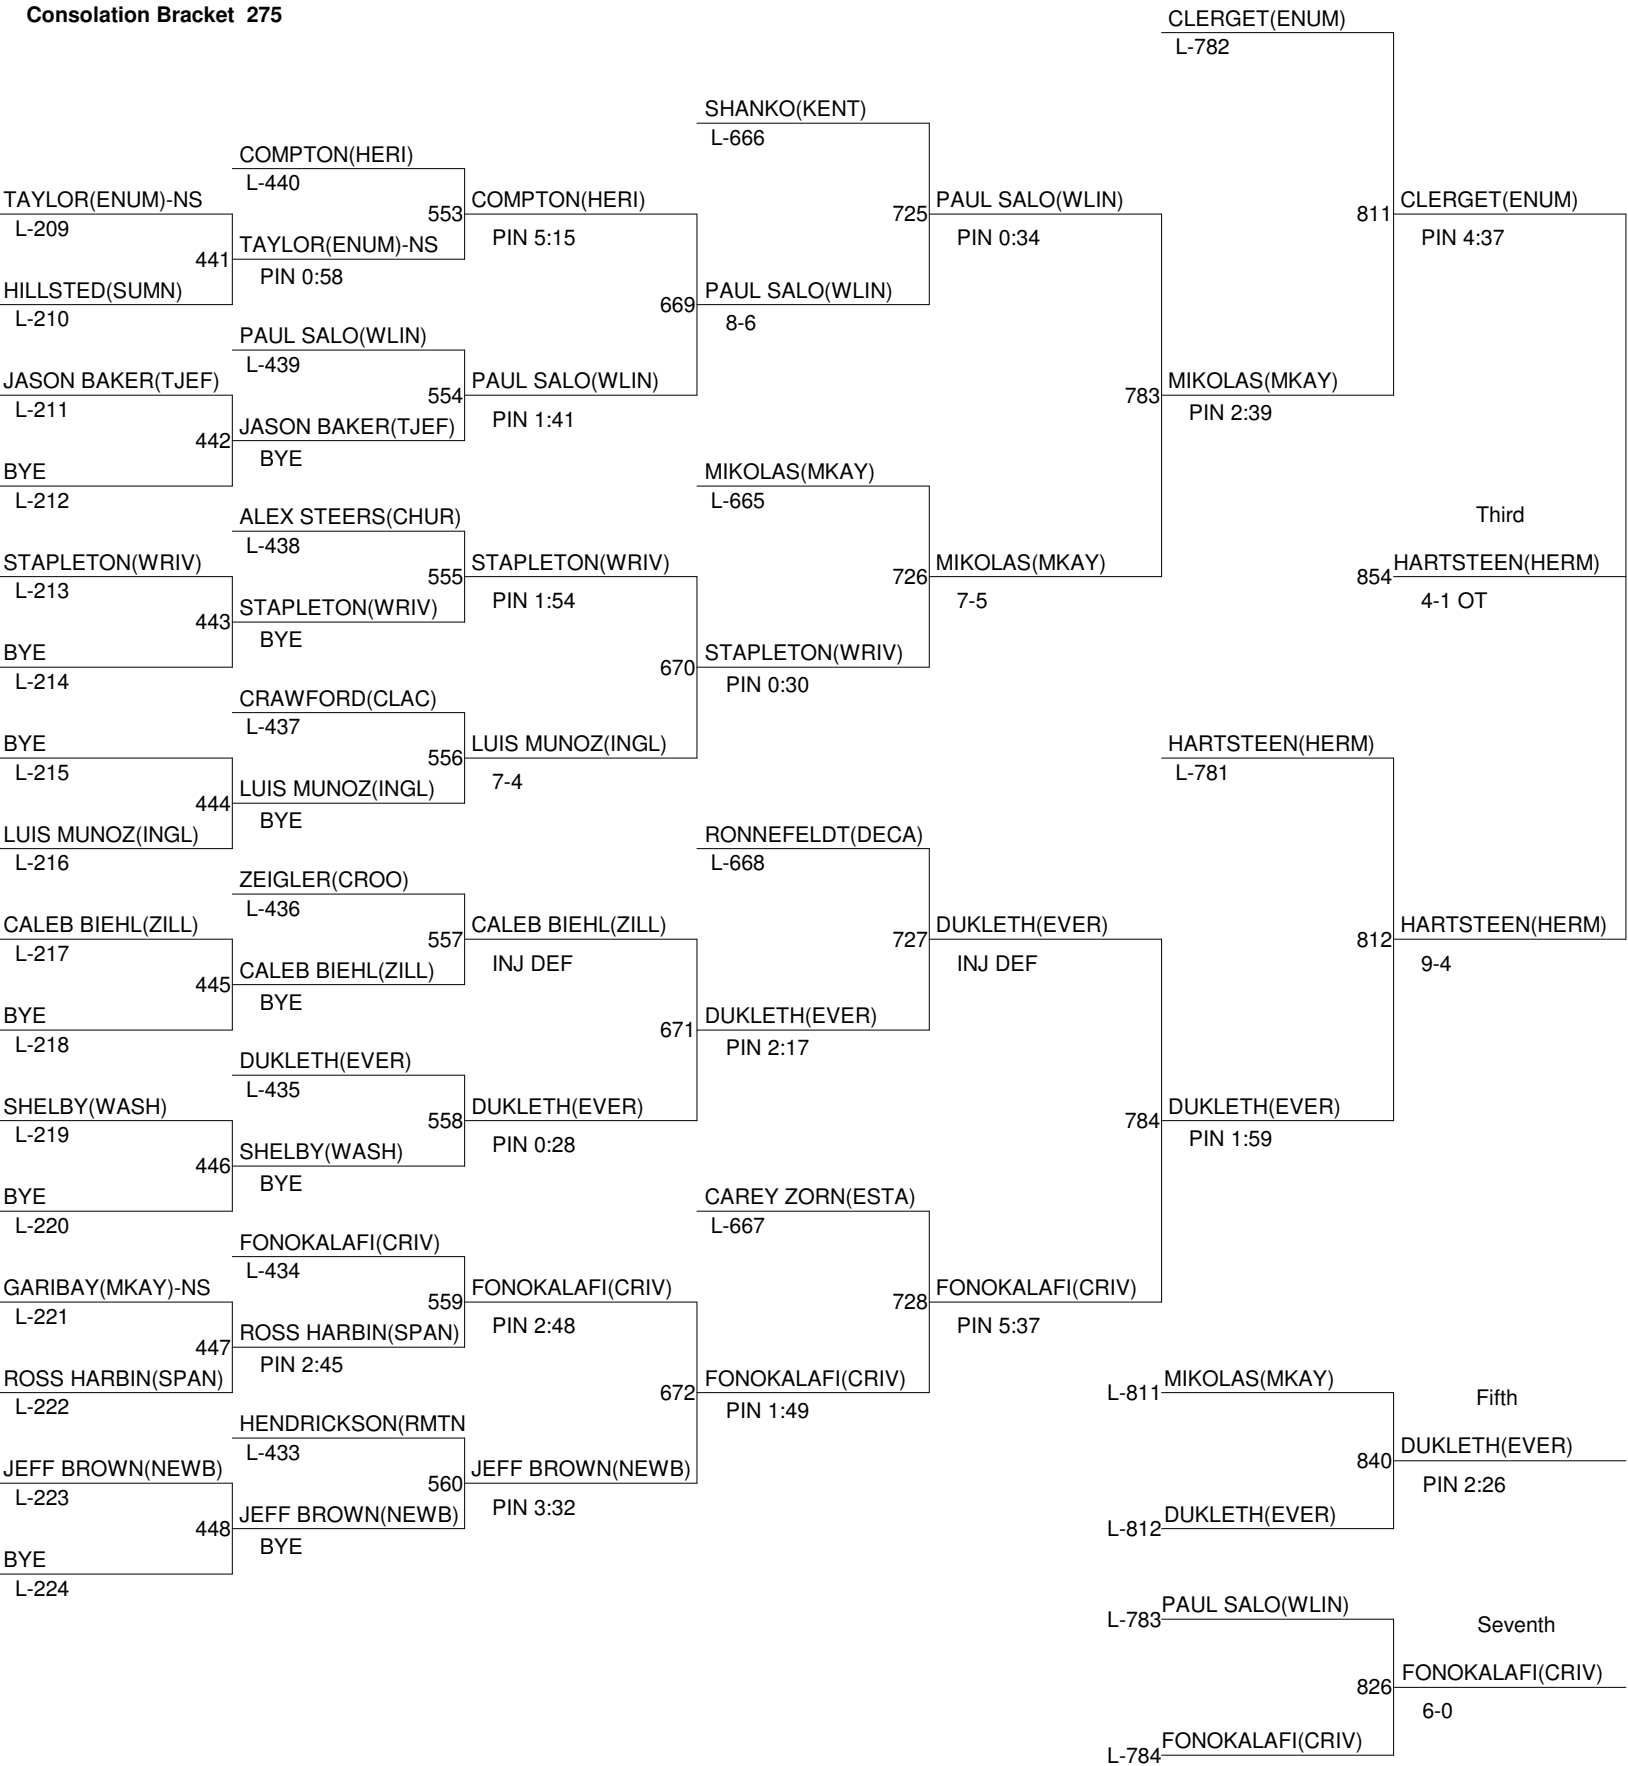 Consolation Bracket 275
CLERGET(ENUM)
L-782
SHANKO(KENT)
L-666
COMPTON(HERI)
L-440
TAYLOR(ENUM)-NS
L-209
553
COMPTON(HERI)
PIN 5:15
725
PAUL SALO(WLIN)
PIN 0:34
811
CLERGET(ENUM)
PIN 4:37
441
TAYLOR(ENUM)-NS
PIN 0:58
HILLSTED(SUMN)
L-210
669
PAUL SALO(WLIN)
8-6
PAUL SALO(WLIN)
L-439
JASON BAKER(TJEF)
L-211
554
PAUL SALO(WLIN)
PIN 1:41
783
MIKOLAS(MKAY)
PIN 2:39
442
JASON BAKER(TJEF)
BYE
BYE
L-212
MIKOLAS(MKAY)
L-665
ALEX STEERS(CHUR)
L-438
Third
STAPLETON(WRIV)
L-213
555
STAPLETON(WRIV)
PIN 1:54
726
MIKOLAS(MKAY)
7-5
854
HARTSTEEN(HERM)
4-1 OT
443
STAPLETON(WRIV)
BYE
BYE
L-214
670
STAPLETON(WRIV)
PIN 0:30
CRAWFORD(CLAC)
L-437
BYE
L-215
556
LUIS MUNOZ(INGL)
7-4
HARTSTEEN(HERM)
L-781
444
LUIS MUNOZ(INGL)
BYE
LUIS MUNOZ(INGL)
L-216
RONNEFELDT(DECA)
L-668
ZEIGLER(CROO)
L-436
CALEB BIEHL(ZILL)
L-217
557
CALEB BIEHL(ZILL)
INJ DEF
727
DUKLETH(EVER)
INJ DEF
812
HARTSTEEN(HERM)
9-4
445
CALEB BIEHL(ZILL)
BYE
BYE
L-218
671
DUKLETH(EVER)
PIN 2:17
DUKLETH(EVER)
L-435
SHELBY(WASH)
L-219
558
DUKLETH(EVER)
PIN 0:28
784
DUKLETH(EVER)
PIN 1:59
446
SHELBY(WASH)
BYE
BYE
L-220
CAREY ZORN(ESTA)
L-667
FONOKALAFI(CRIV)
L-434
GARIBAY(MKAY)-NS
L-221
559
FONOKALAFI(CRIV)
PIN 2:48
728
FONOKALAFI(CRIV)
PIN 5:37
447
ROSS HARBIN(SPAN)
PIN 2:45
ROSS HARBIN(SPAN)
L-222
672
FONOKALAFI(CRIV)
PIN 1:49
L-811
MIKOLAS(MKAY)
Fifth
HENDRICKSON(RMTN
L-433
840
DUKLETH(EVER)
PIN 2:26
JEFF BROWN(NEWB)
L-223
560
JEFF BROWN(NEWB)
PIN 3:32
448
JEFF BROWN(NEWB)
BYE
L-812
DUKLETH(EVER)
BYE
L-224
L-783
PAUL SALO(WLIN)
Seventh
826
FONOKALAFI(CRIV)
6-0
L-784
FONOKALAFI(CRIV)